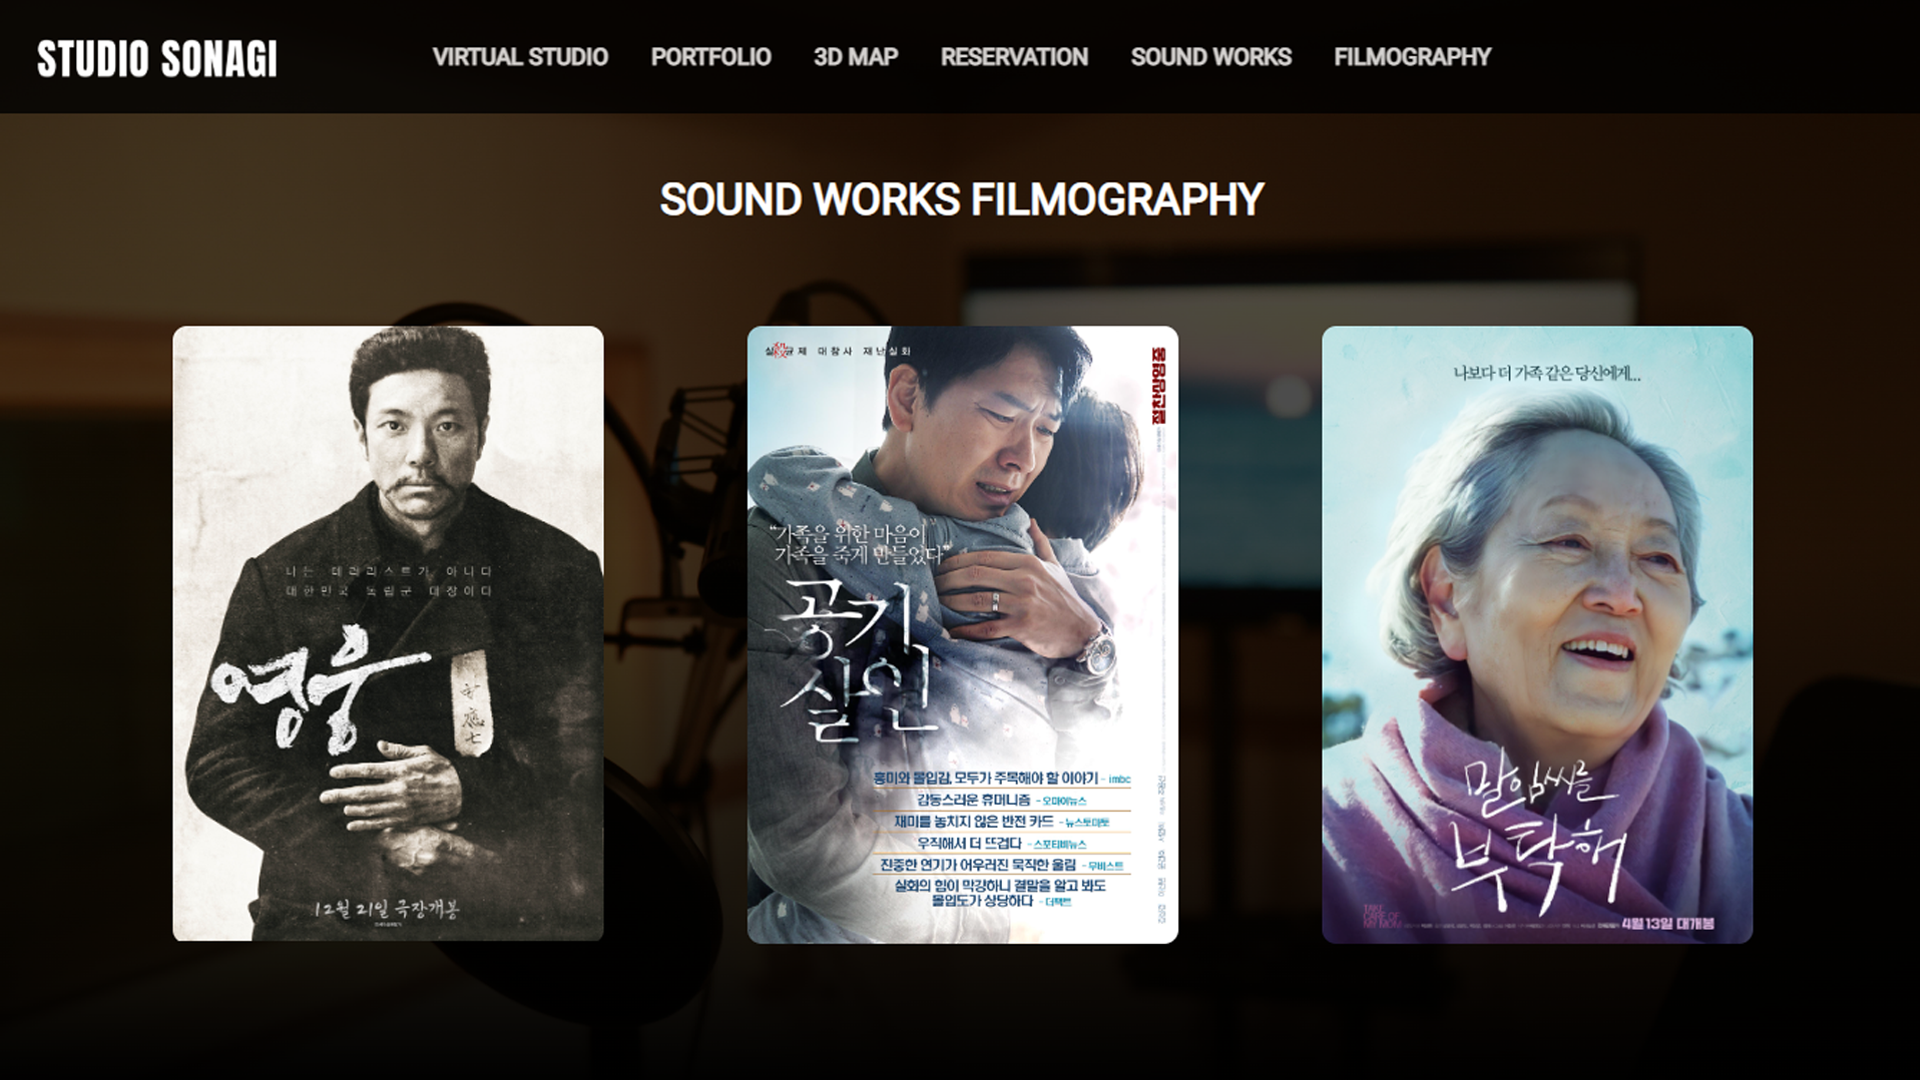 STUDIO SONAGI
VIRTUAL STUDIO
PORTFOLIO
3D MAP
RESERVATION
SOUND WORKS
FILMOGRAPHY
SOUND WORKS FILMOGRAPHY
나는 테러리스트가 아니다
대한민국 독립군 대장이다
영웅
12월 21일 극장개봉
대참사 재난실화
절찬상영중
"가족을 위한 마음이
가족을 죽게 만들었다"
공기
살인
흥미와 몰입감, 모두가 주목해야 할 이야기 - imbc
감동스러운 휴머니즘 - 오마이뉴스
재미를 놓치지 않은 반전 카드 - 뉴스토마토
우직해서 더 뜨겁다 - 스포티비뉴스
진중한 연기가 어우러진 묵직한 울림 - 무비스트
실화의 힘이 막강하니 결말을 알고 봐도
몰입도가 상당하다 - 더팩트
나보다 더 가족 같은 당신에게...
말임씨를
부탁해
TAKE
CARE OF
MY MOM
4월 13일 대개봉